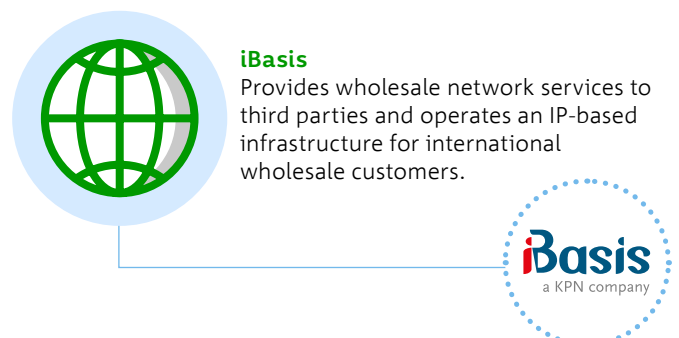 iBasis
Provides wholesale network services to
third parties and operates an IP-based
infrastructure for international
wholesale customers.
iBasis
a KPN company